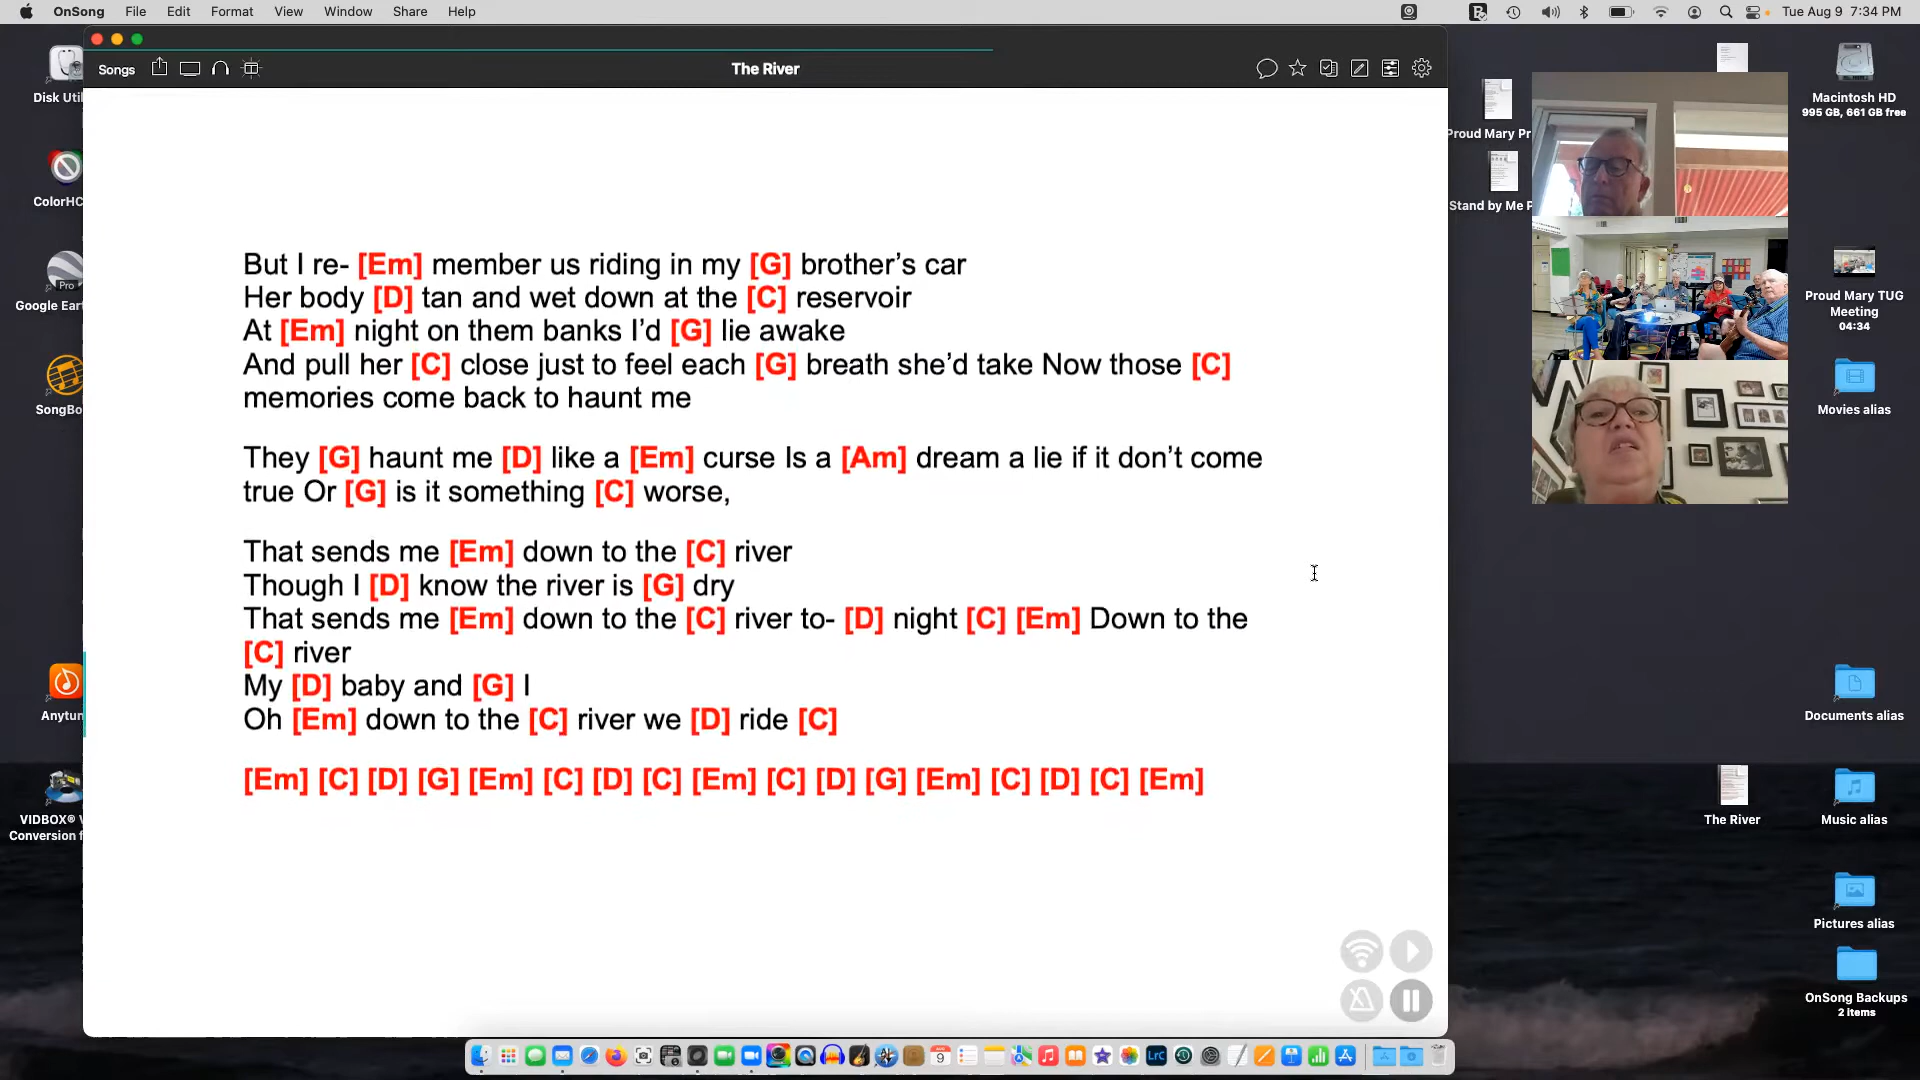 OnSong File Edit Format View Window Share Help
Tue Aug 9 7:34 PM
Songs
The River
But I re- [Em] member us riding in my [G] brother’s car
Her body [D] tan and wet down at the [C] reservoir
At [Em] night on them banks I’d [G] lie awake
And pull her [C] close just to feel each [G] breath she’d take Now those [C]
memories come back to haunt me
They [G] haunt me [D] like a [Em] curse Is a [Am] dream a lie if it don’t come
true Or [G] is it something [C] worse,
That sends me [Em] down to the [C] river
Though I [D] know the river is [G] dry
That sends me [Em] down to the [C] river to- [D] night [C] [Em] Down to the
[C] river
My [D] baby and [G] I
Oh [Em] down to the [C] river we [D] ride [C]
[Em] [C] [D] [G] [Em] [C] [D] [C] [Em] [C] [D] [G] [Em] [C] [D] [C] [Em]
Disk Util
ColorHC
Pro
Google Eart
SongBo
Anytun
VIDBOX® V
Conversion f
Proud Mary Pr
Stand by Me P
Macintosh HD
995 GB, 661 GB free
Proud Mary TUG
Meeting
04:34
Movies alias
Documents alias
The River
Music alias
Pictures alias
OnSong Backups
2 items
9
LrC